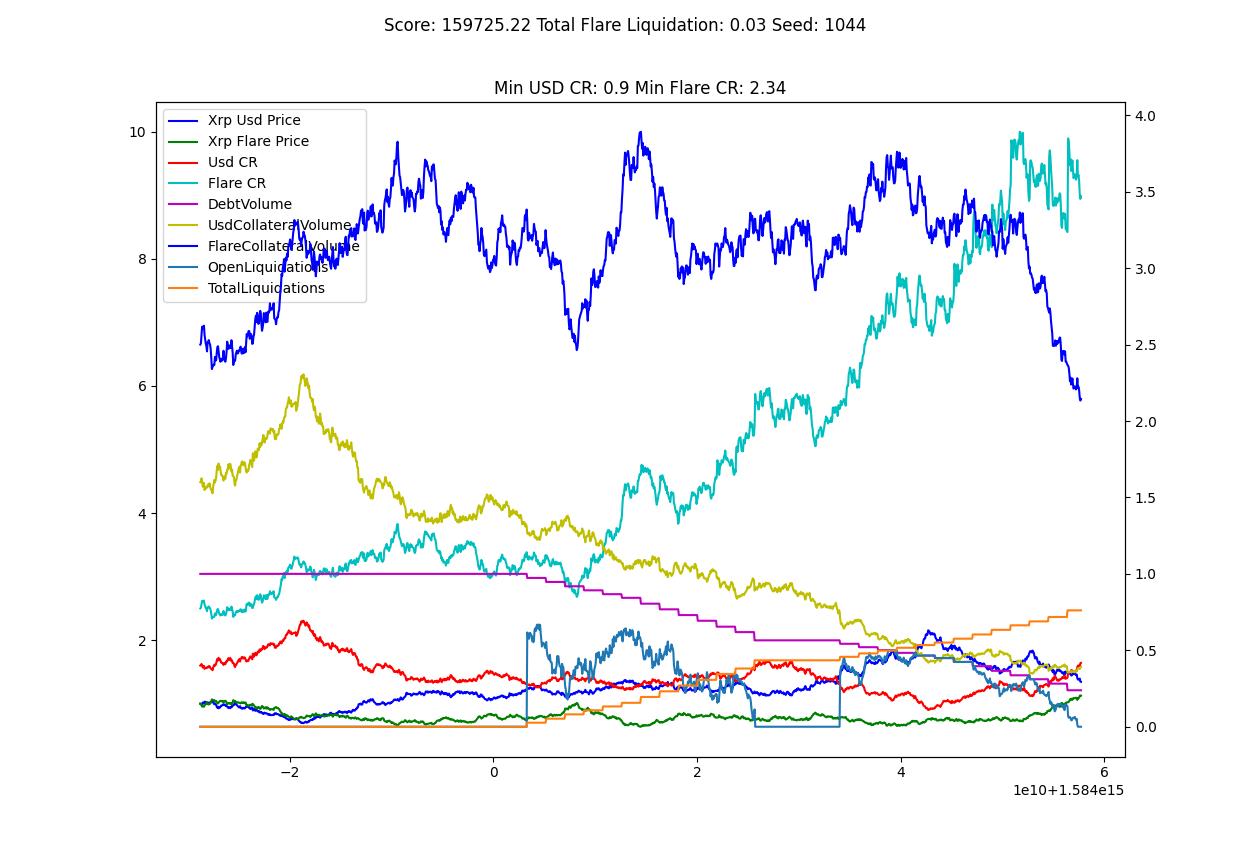 Score: 159725.22 Total Flare Liquidation: 0.03 Seed: 1044
Min USD CR: 0.9 Min Flare CR: 2.34
Xrp Usd Price
Xrp Flare Price
Usd CR
Flare CR
DebtVolume
UsdCollateralVolume
FlareCollateralVolume
OpenLiquidations
TotalLiquidations
10
8
6
4
2
4.0
3.5
3.0
2.5
2.0
1.5
1.0
0.5
0.0
−2
0
2
4
6
1e10+1.584e15